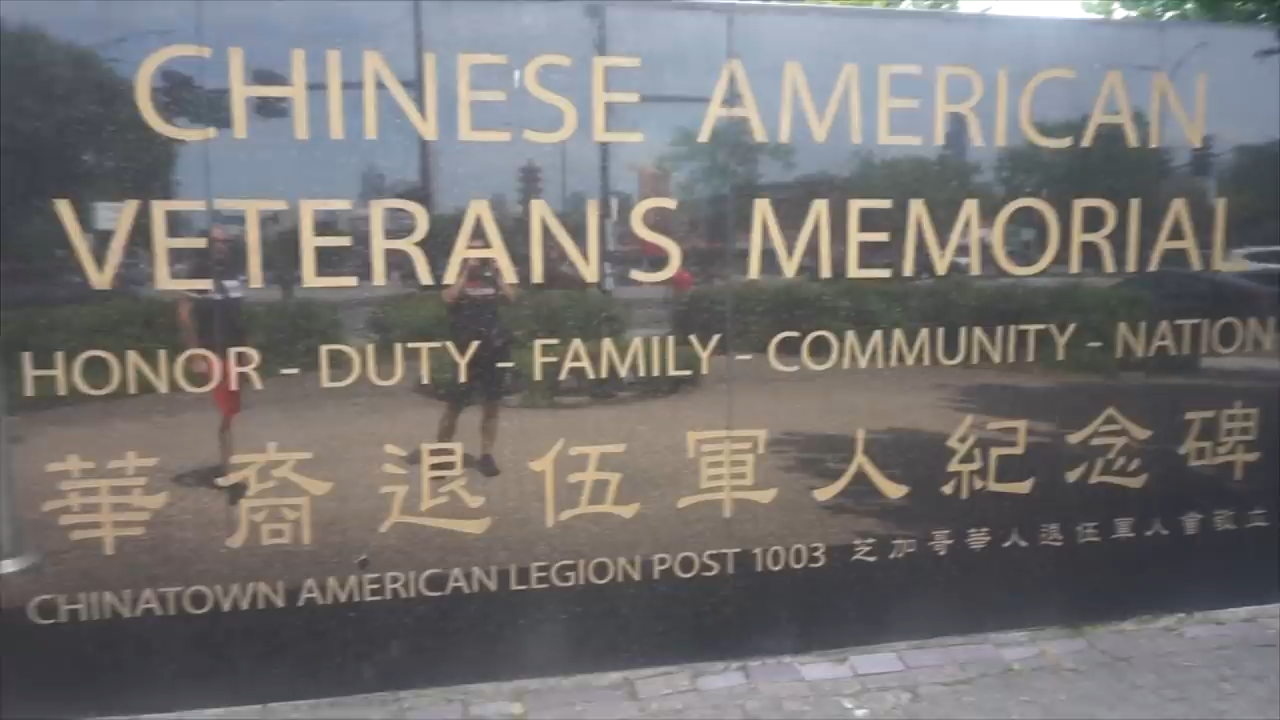 CHINESE AMERICAN
VETERAN'S MEMORIAL
HONOR - DUTY - FAMILY - COMMUNITY - NATION
華裔退伍軍人紀念碑
CHINATOWN AMERICAN LEGION POST 1003 芝加哥華人退伍軍人會敬立